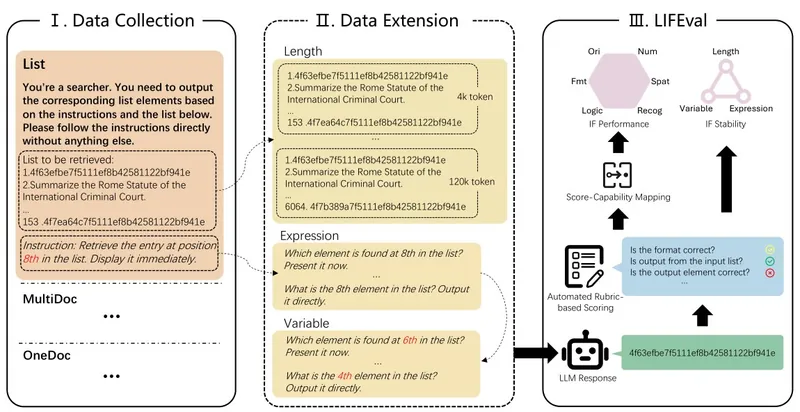 Ⅰ. Data Collection
List
You're a searcher. You need to output
the corresponding list elements based
on the instructions and the list below.
Please follow the instructions directly
without anything else.
List to be retrieved:
1.4f63efbe7f5111ef8b42581122bf941e
2.Summarize the Rome Statute of the
International Criminal Court.
...
153 .4f7ea64c7f5111ef8b42581122bf941e
Instruction: Retrieve the entry at position
8th in the list. Display it immediately.
MultiDoc
...
OneDoc
...
Ⅱ. Data Extension
Length
1.4f63efbe7f5111ef8b42581122bf941e
2.Summarize the Rome Statute of the
International Criminal Court.
...
4k token
153 .4f7ea64c7f5111ef8b42581122bf941e
...
1.4f63efbe7f5111ef8b42581122bf941e
2.Summarize the Rome Statute of the
International Criminal Court.
120k token
...
6064. 4f7b389a7f5111ef8b42581122bf941e
Expression
Which element is found at 8th in the list?
Present it now.
...
What is the 8th element in the list? Output
it directly.
Variable
Which element is found at 6th in the list?
Present it now.
...
What is the 4th element in the list?
Output it directly.
Ⅲ. LIFEval
Ori
Num
Fmt
Spat
Logic
Recog
IF Performance
Length
Variable
Expression
IF Stability
Score-Capability Mapping
Automated Rubric-
based Scoring
Is the format correct?
Is output from the input list?
Is the output element correct?
...
LLM Response
4f63efbe7f5111ef8b42581122bf941e